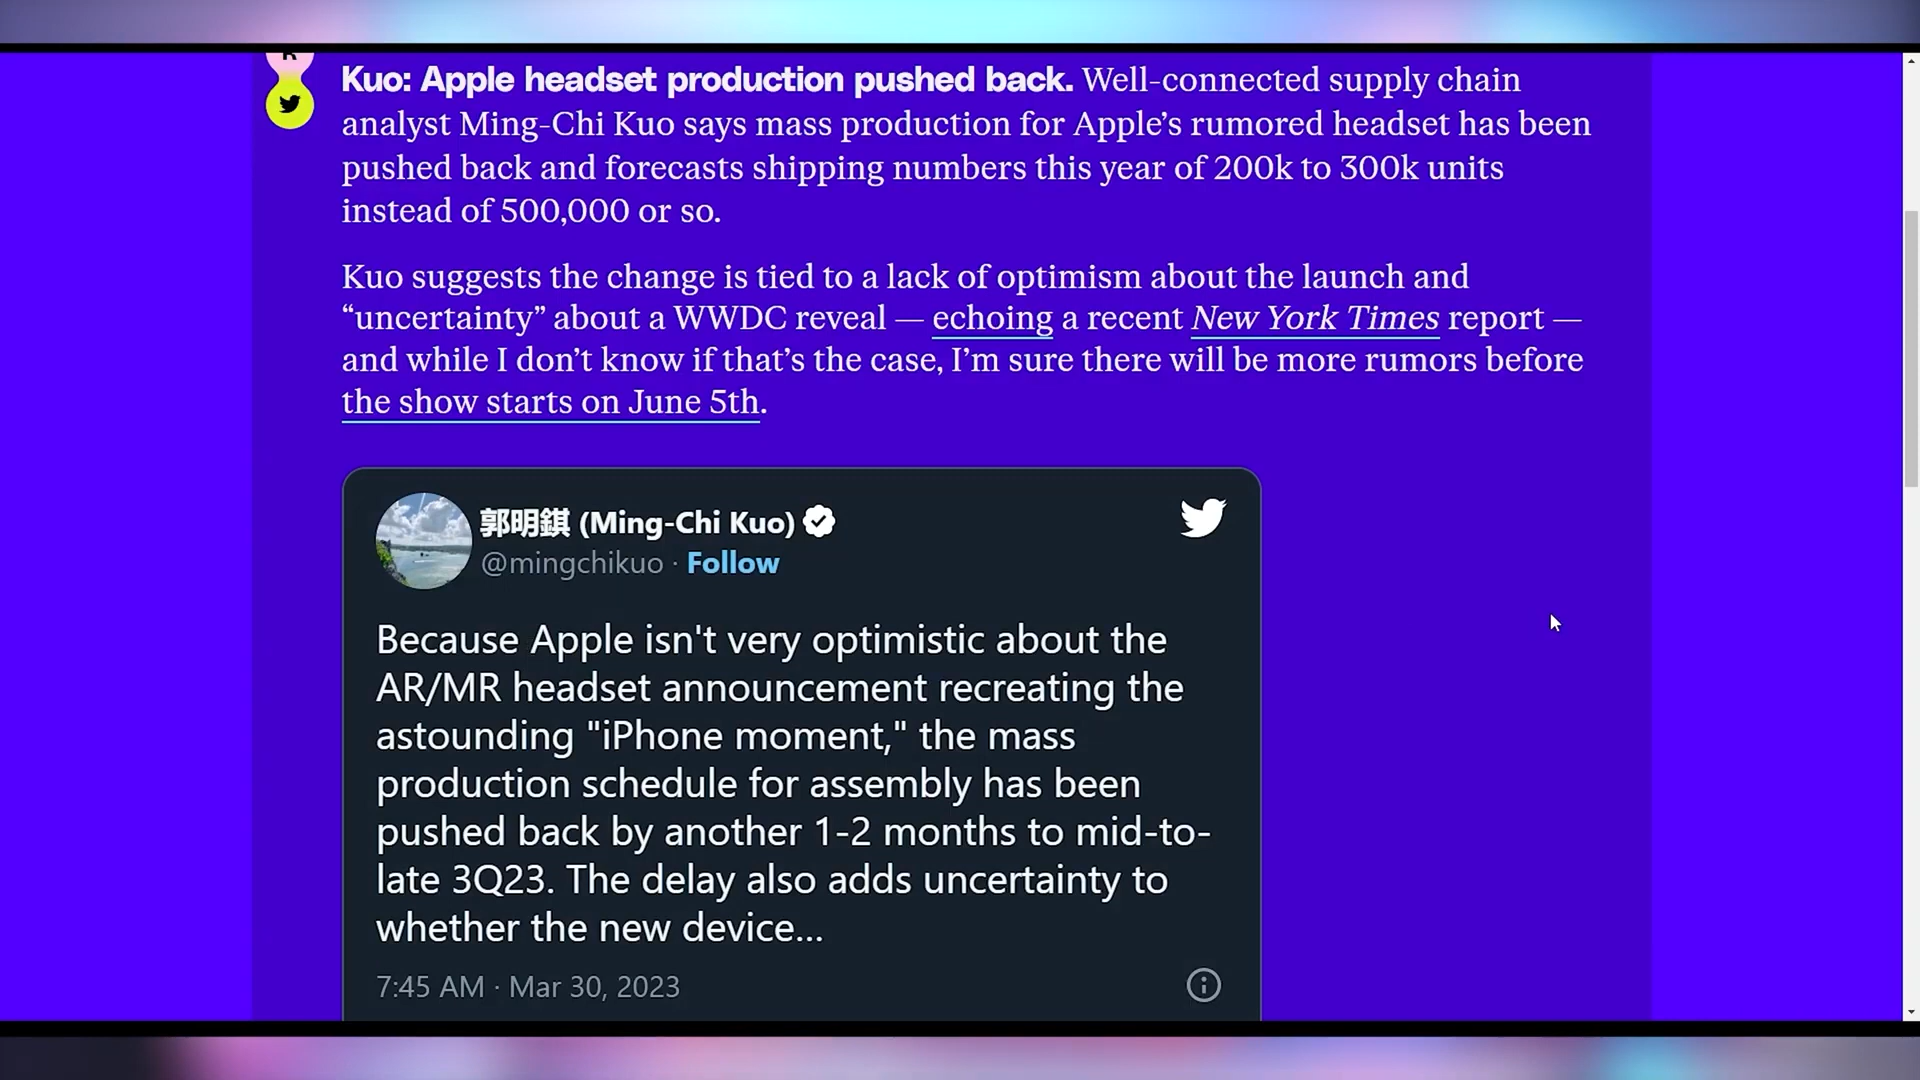 Kuo: Apple headset production pushed back. Well-connected supply chain
analyst Ming-Chi Kuo says mass production for Apple’s rumored headset has been
pushed back and forecasts shipping numbers this year of 200k to 300k units
instead of 500,000 or so.
Kuo suggests the change is tied to a lack of optimism about the launch and
“uncertainty” about a WWDC reveal — echoing a recent New York Times report —
and while I don’t know if that’s the case, I’m sure there will be more rumors before
the show starts on June 5th.
郭明錤 (Ming-Chi Kuo)
@mingchikuo · Follow
Because Apple isn't very optimistic about the
AR/MR headset announcement recreating the
astounding "iPhone moment," the mass
production schedule for assembly has been
pushed back by another 1-2 months to mid-to-
late 3Q23. The delay also adds uncertainty to
whether the new device...
7:45 AM · Mar 30, 2023